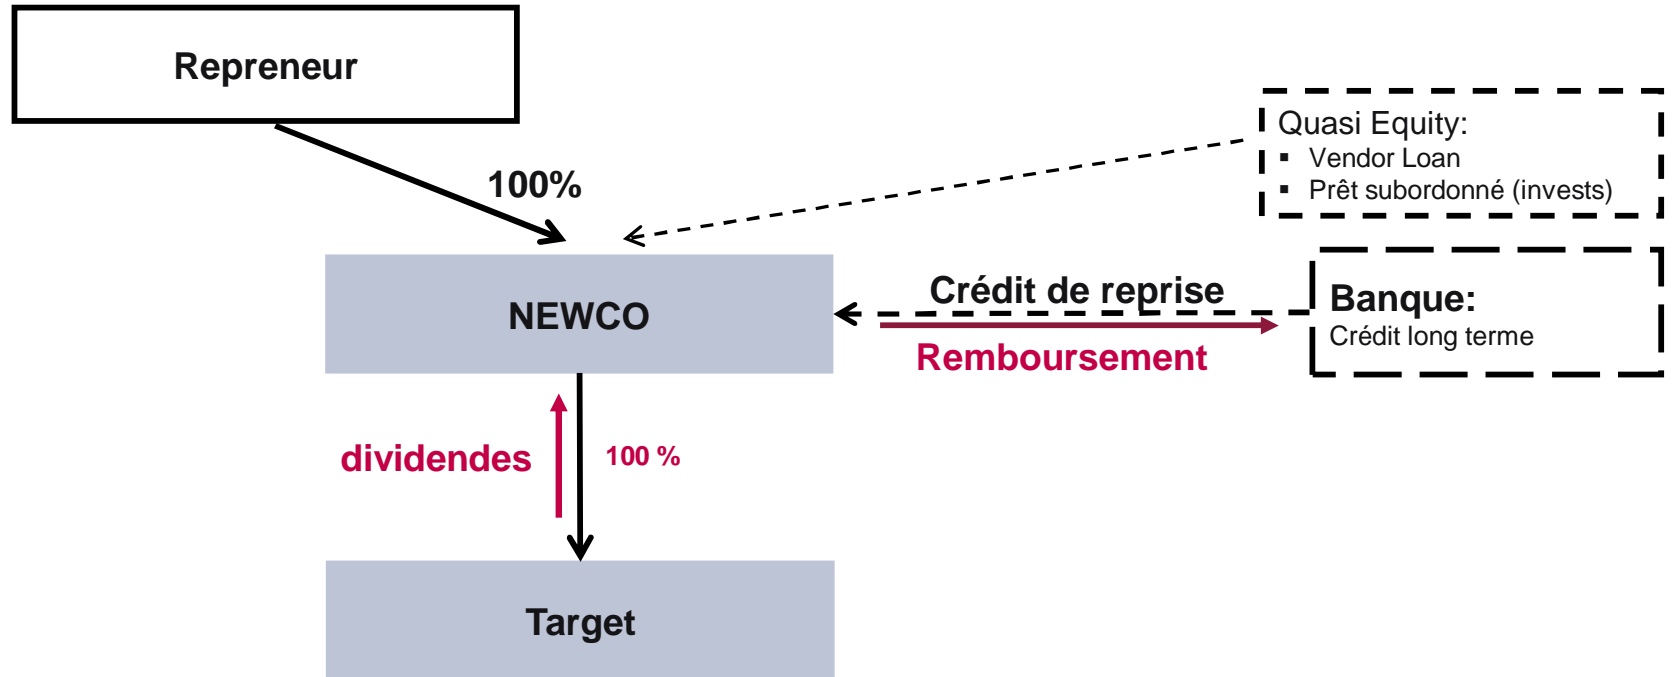 Repreneur
100%
Quasi Equity:
▪ Vendor Loan
▪ Prêt subordonné (invests)
NEWCO
Crédit de reprise
Remboursement
Banque:
Crédit long terme
dividendes
100 %
Target